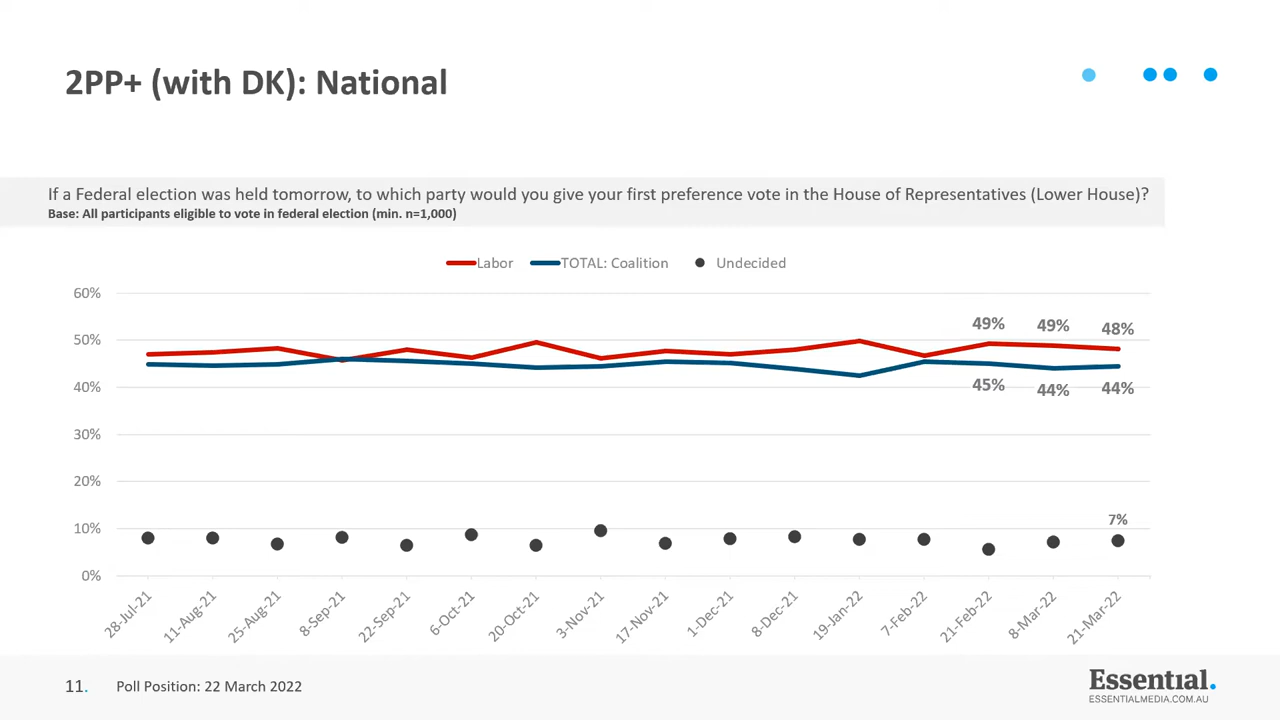 2PP+ (with DK): National
If a Federal election was held tomorrow, to which party would you give your first preference vote in the House of Representatives (Lower House)?
Base: All participants eligible to vote in federal election (min. n=1,000)
Labor TOTAL: Coalition Undecided
60%
50%
40%
30%
20%
10%
0%
49% 49% 48%
45% 44% 44%
7%
28-Jul-21 11-Aug-21 25-Aug-21 8-Sep-21 22-Sep-21 6-Oct-21 20-Oct-21 3-Nov-21 17-Nov-21 1-Dec-21 8-Dec-21 19-Jan-22 7-Feb-22 21-Feb-22 8-Mar-22 21-Mar-22
11. Poll Position: 22 March 2022
Essential.
ESSENTIALMEDIA.COM.AU